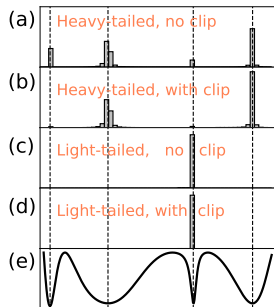 (a) Heavy-tailed, no clip
(b) Heavy-tailed, with clip
(c) Light-tailed, no clip
(d) Light-tailed, with clip
(e)